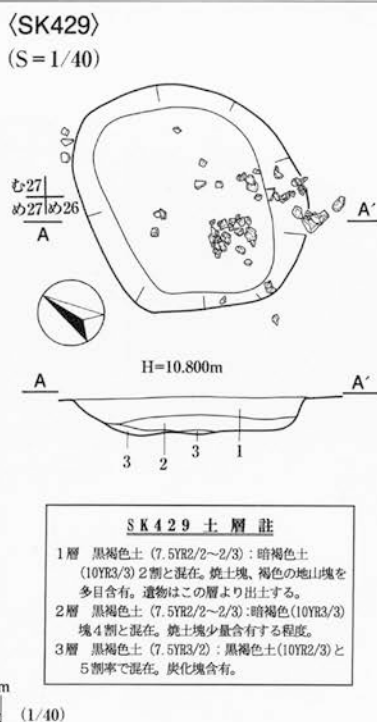 〈SK429〉
(S=1/40)
む27
め27 め26
A A′
H=10.800m
A A′
3 2 3 1
SK429 土層註
1層 黒褐色土 (7.5YR2/2〜2/3):暗褐色土
(10YR3/3) 2割と混在。焼土塊、褐色の地山塊を
多目含有。遺物はこの層より出土する。
2層 黒褐色土 (7.5YR2/2〜2/3):暗褐色(10YR3/3)
塊4割と混在。焼土塊少量含有する程度。
3層 黒褐色土 (7.5YR3/2):黒褐色土(10YR2/3)と
5割率で混在。炭化塊含有。
m
(1/40)